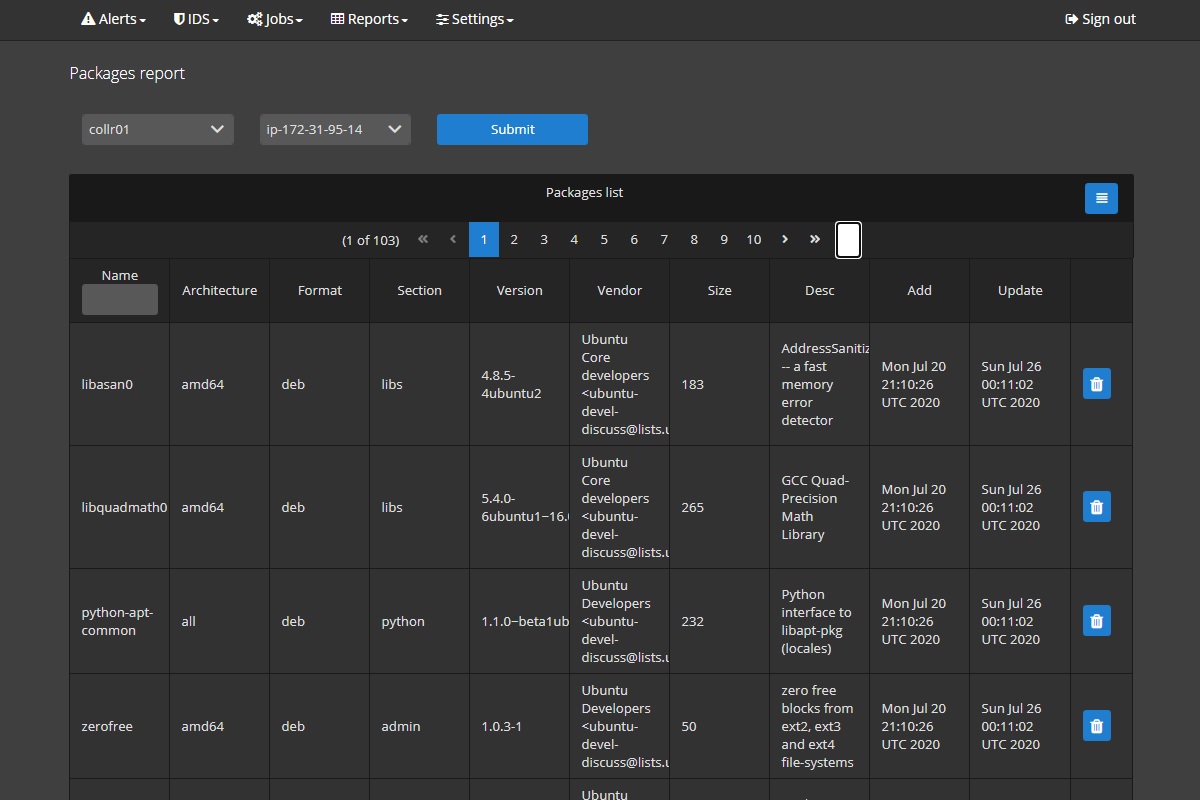 Alerts IDS Jobs Reports Settings Sign out
Packages report
collr01 ip-172-31-95-14 Submit
Packages list
(1 of 103) « ‹ 1 2 3 4 5 6 7 8 9 10 › »
Name Architecture Format Section Version Vendor Size Desc Add Update
libasan0
amd64
deb
libs
4.8.5-
4ubuntu2
Ubuntu
Core
developers
<ubuntu-
devel-
discuss@lists.u
183
AddressSanitiz
-- a fast
memory
error
detector
Mon Jul 20
21:10:26
UTC 2020
Sun Jul 26
00:11:02
UTC 2020
libquadmath0
amd64
deb
libs
5.4.0-
6ubuntu1~16.0
Ubuntu
Core
developers
<ubuntu-
devel-
discuss@lists.u
265
GCC Quad-
Precision
Math
Library
Mon Jul 20
21:10:26
UTC 2020
Sun Jul 26
00:11:02
UTC 2020
python-apt-
common
all
deb
python
1.1.0~beta1ub
Ubuntu
Developers
<ubuntu-
devel-
discuss@lists.u
232
Python
interface to
libapt-pkg
(locales)
Mon Jul 20
21:10:26
UTC 2020
Sun Jul 26
00:11:02
UTC 2020
zerofree
amd64
deb
admin
1.0.3-1
Ubuntu
Developers
<ubuntu-
devel-
discuss@lists.u
50
zero free
blocks from
ext2, ext3
and ext4
file-systems
Mon Jul 20
21:10:26
UTC 2020
Sun Jul 26
00:11:02
UTC 2020
Ubuntu